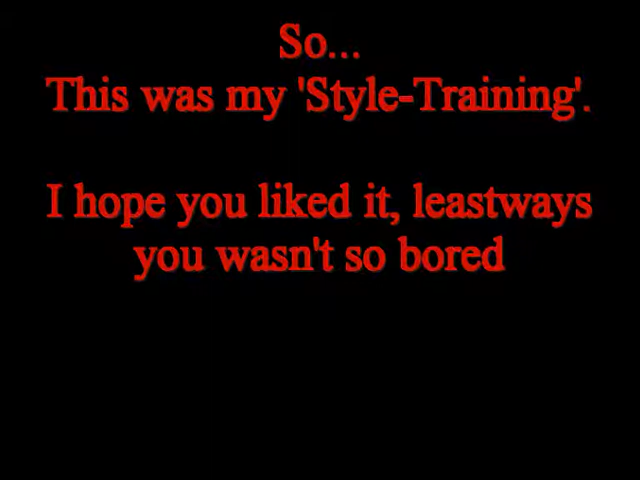 So...
This was my 'Style-Training'.
I hope you liked it, leastways
you wasn't so bored